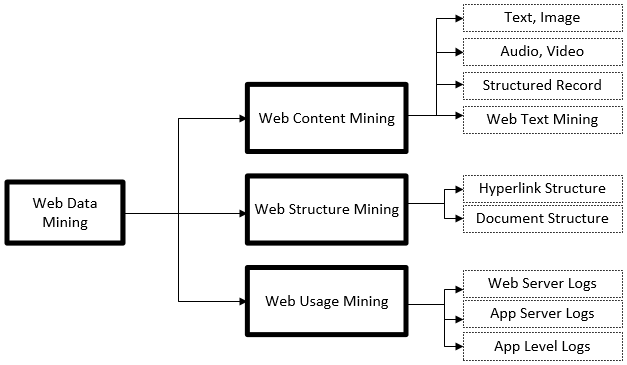 Web Data
Mining
Web Content Mining
Text, Image
Audio, Video
Structured Record
Web Text Mining
Web Structure Mining
Hyperlink Structure
Document Structure
Web Usage Mining
Web Server Logs
App Server Logs
App Level Logs